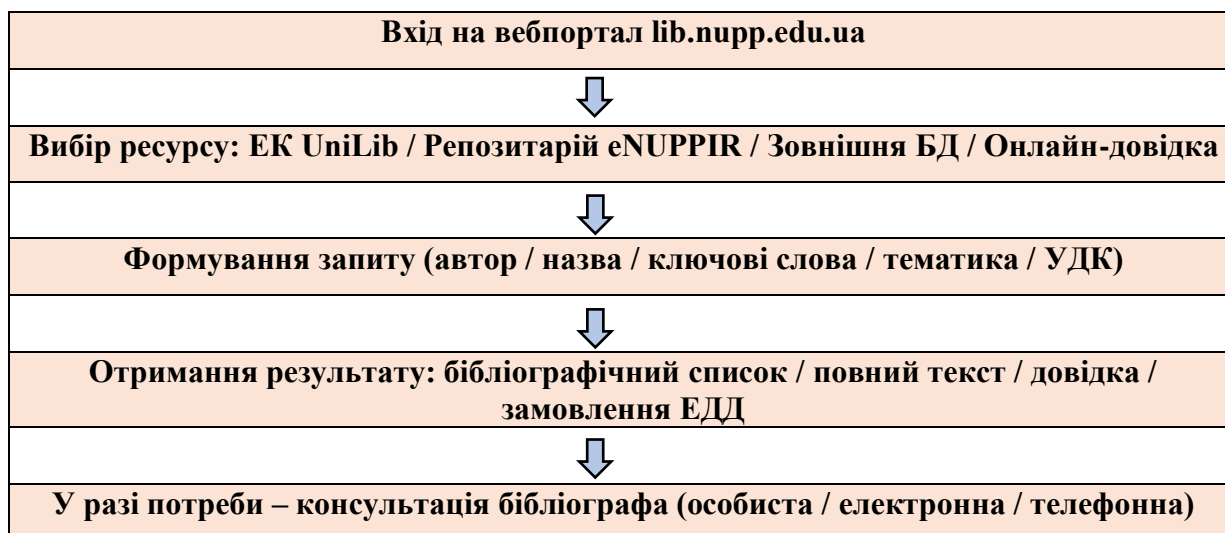 Вхід на вебпортал lib.nupp.edu.ua
Вибір ресурсу: ЕК UniLib / Репозитарій eNUPPIR / Зовнішня БД / Онлайн-довідка
Формування запиту (автор / назва / ключові слова / тематика / УДК)
Отримання результату: бібліографічний список / повний текст / довідка /
замовлення ЕДД
У разі потреби – консультація бібліографа (особиста / електронна / телефонна)